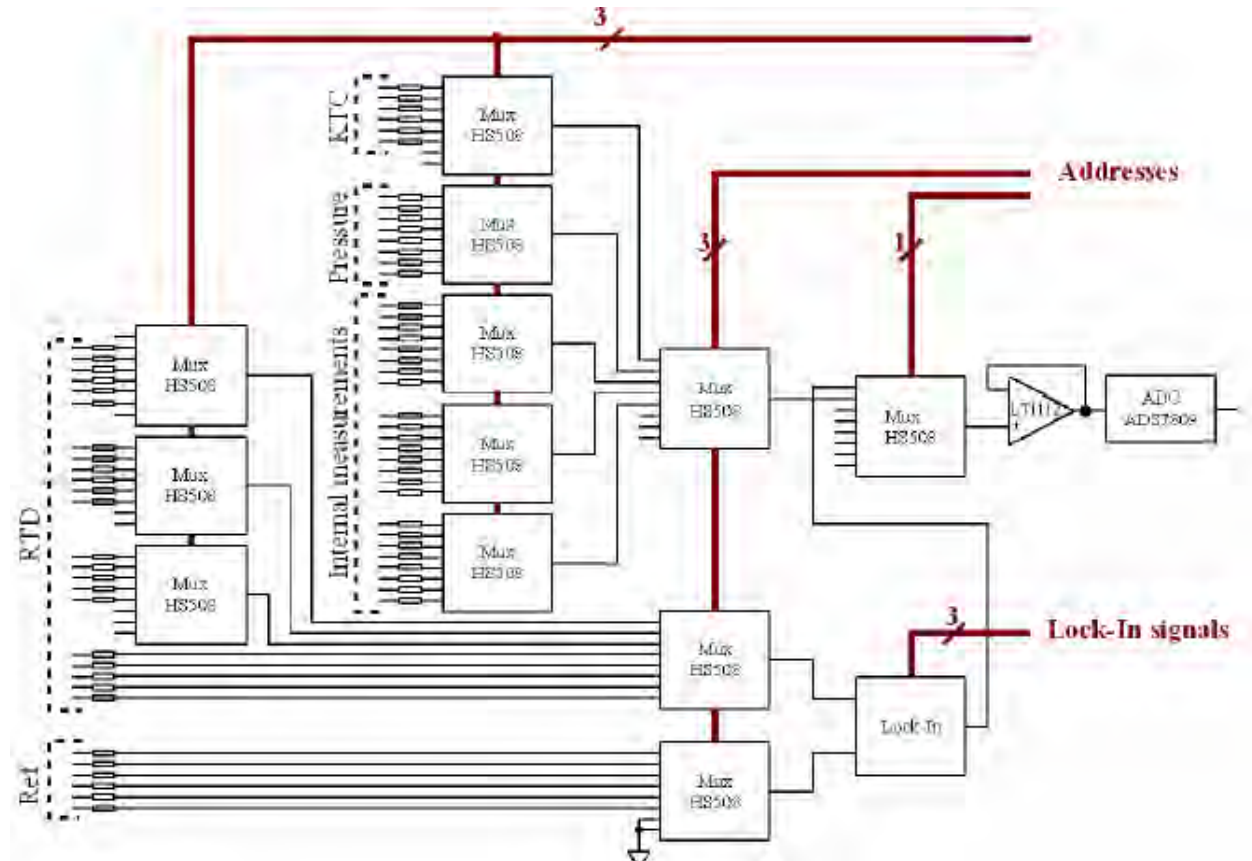 3
KTC
Mux
HS508
Pressure
Mux
HS508
Addresses
3
1
Internal measurements
Mux
HS508
Mux
HS508
Mux
HS508
RTD
Mux
HS508
Mux
HS508
Mux
HS508
Mux
HS508
Mux
HS508
LT1112
ADC
ADS7809
3
Lock-In signals
Mux
HS508
Lock-In
Ref
Mux
HS508